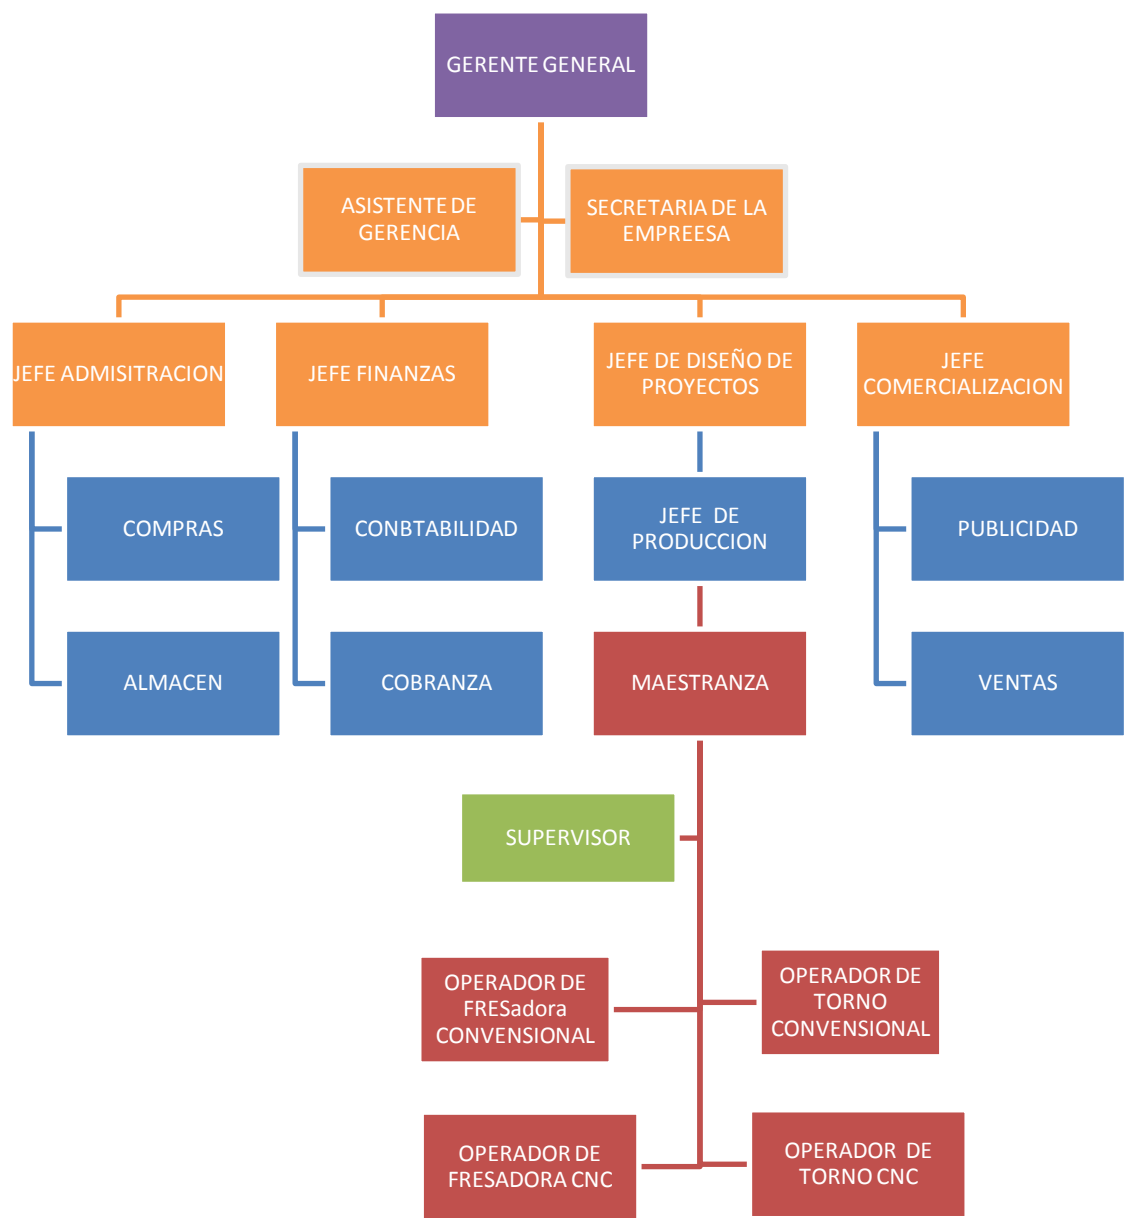 GERENTE GENERAL
ASISTENTE DE
GERENCIA
SECRETARIA DE LA
EMPREESA
JEFE ADMISITRACION
JEFE FINANZAS
JEFE DE DISEÑO DE
PROYECTOS
JEFE
COMERCIALIZACION
COMPRAS
CONBTABILIDAD
JEFE DE
PRODUCCION
PUBLICIDAD
ALMACEN
COBRANZA
MAESTRANZA
VENTAS
SUPERVISOR
OPERADOR DE
FRESadora
CONVENSIONAL
OPERADOR DE
TORNO
CONVENSIONAL
OPERADOR DE
FRESADORA CNC
OPERADOR DE
TORNO CNC